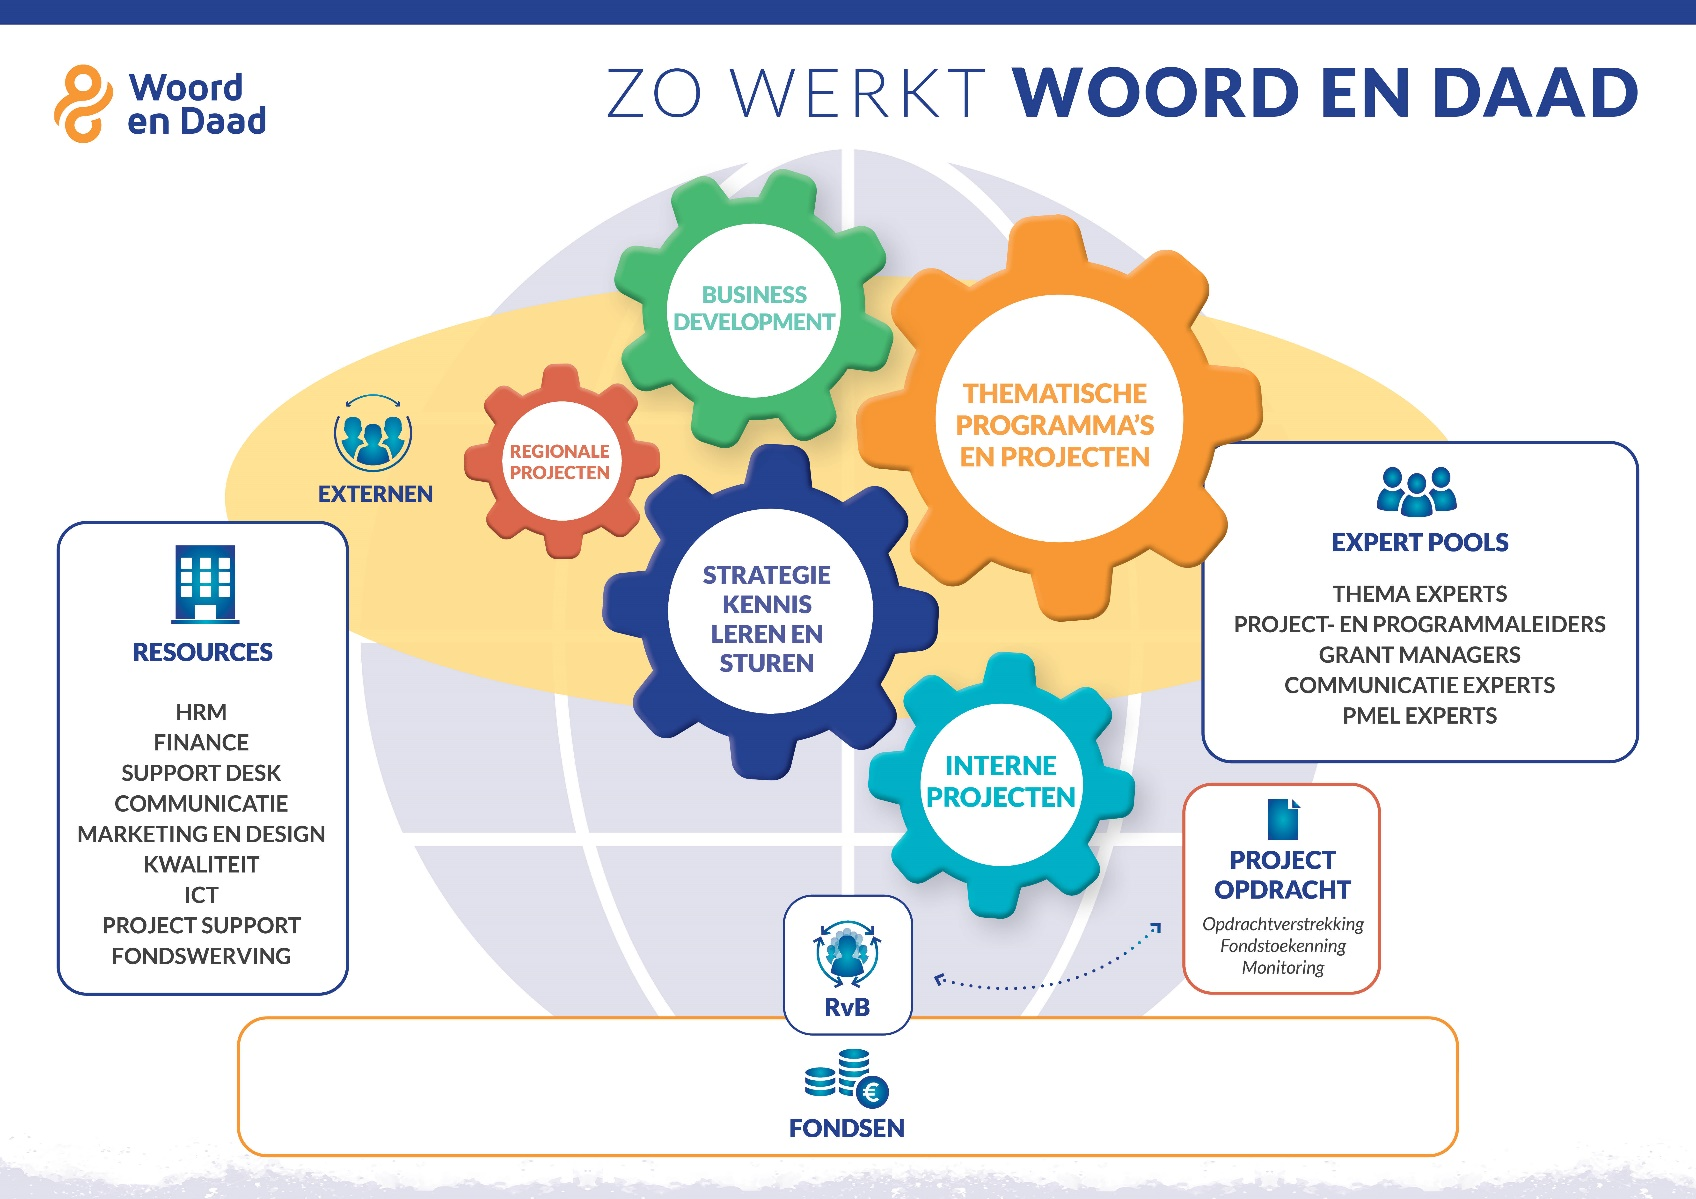 Woord
en Daad
ZO WERKT WOORD EN DAAD
BUSINESS
DEVELOPMENT
THEMATISCHE
PROGRAMMA'S
EN PROJECTEN
REGIONALE
PROJECTEN
EXTERNEN
STRATEGIE
KENNIS
LEREN EN
STUREN
INTERNE
PROJECTEN
RESOURCES
HRM
FINANCE
SUPPORT DESK
COMMUNICATIE
MARKETING EN DESIGN
KWALITEIT
ICT
PROJECT SUPPORT
FONDSWERVING
EXPERT POOLS
THEMA EXPERTS
PROJECT- EN PROGRAMMALEIDERS
GRANT MANAGERS
COMMUNICATIE EXPERTS
PMEL EXPERTS
PROJECT
OPDRACHT
Opdrachtverstrekking
Fondstoekenning
Monitoring
RvB
€
FONDSEN